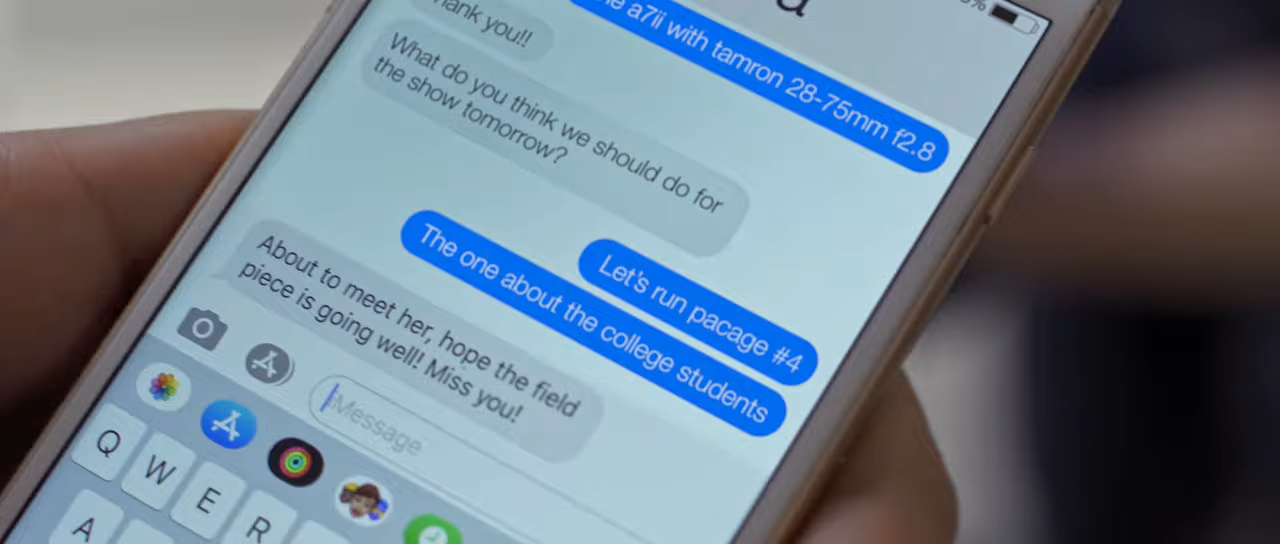 a7ii with tamron 28-75mm f2.8
you!!
What do you think we should do for
the show tomorrow?
Let's run pacage #4
The one about the college students
About to meet her, hope the field
piece is going well! Miss you!
iMessage
Q W E R
A